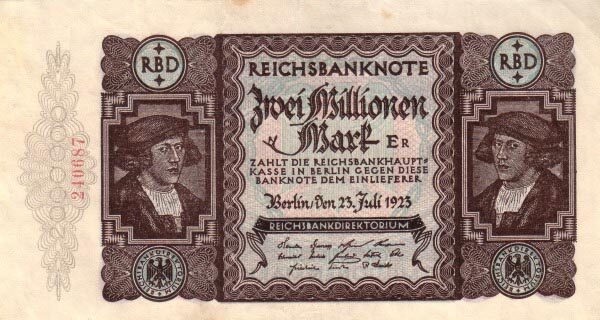 RBD
RBD
REICHSBANKNOTE
Zwei Millionen
Mark
N
ER
ZAHLT DIE REICHSBANKHAUPT-
KASSE IN BERLIN GEGEN DIESE
BANKNOTE DEM EINLIEFERER
Berlin, den 23. Juli 1923
REICHSBANKDIREKTORIUM
240687